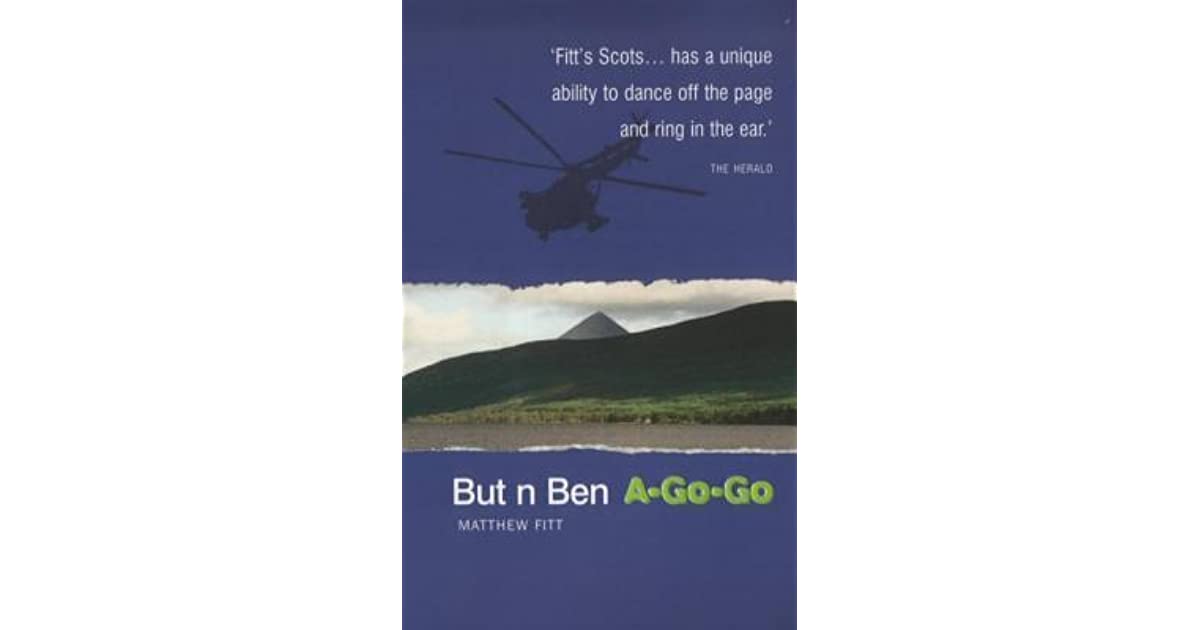 ‘Fitt’s Scots... has a unique
ability to dance off the page
and ring in the ear.’
THE HERALD
But n Ben A-Go-Go
MATTHEW FITT